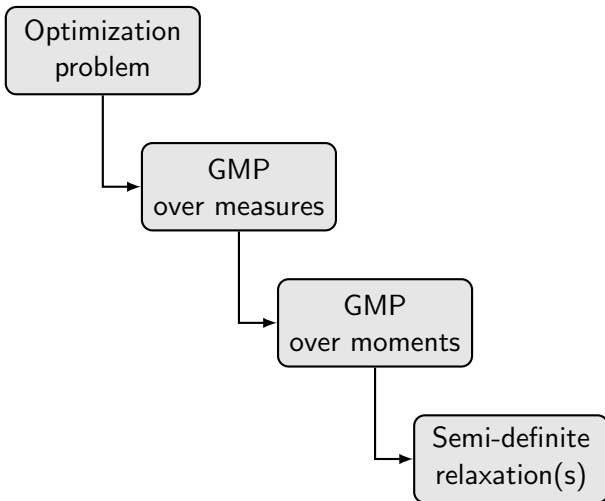 Optimization
problem
GMP
over measures
GMP
over moments
Semi-definite
relaxation(s)